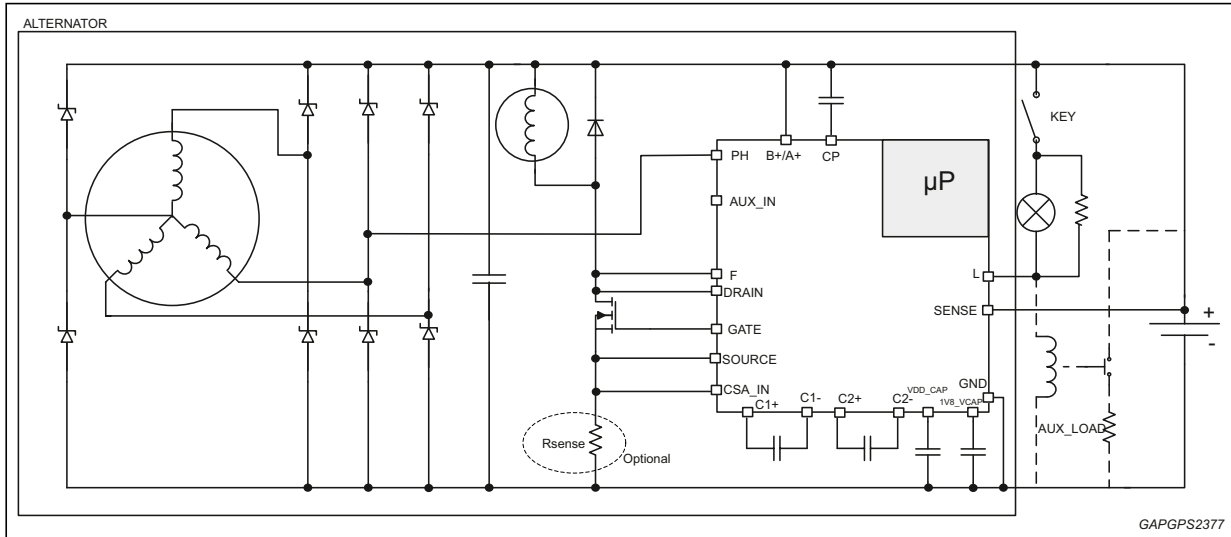 ALTERNATOR
KEY
PH
B+/A+
CP
µP
AUX_IN
F
L
DRAIN
SENSE
+
GATE
-
SOURCE
CSA_IN
C1+
C1-
C2+
C2-
VDD_CAP
GND
1V8_VCAP
AUX_LOAD
Rsense
Optional
GAPGPS2377